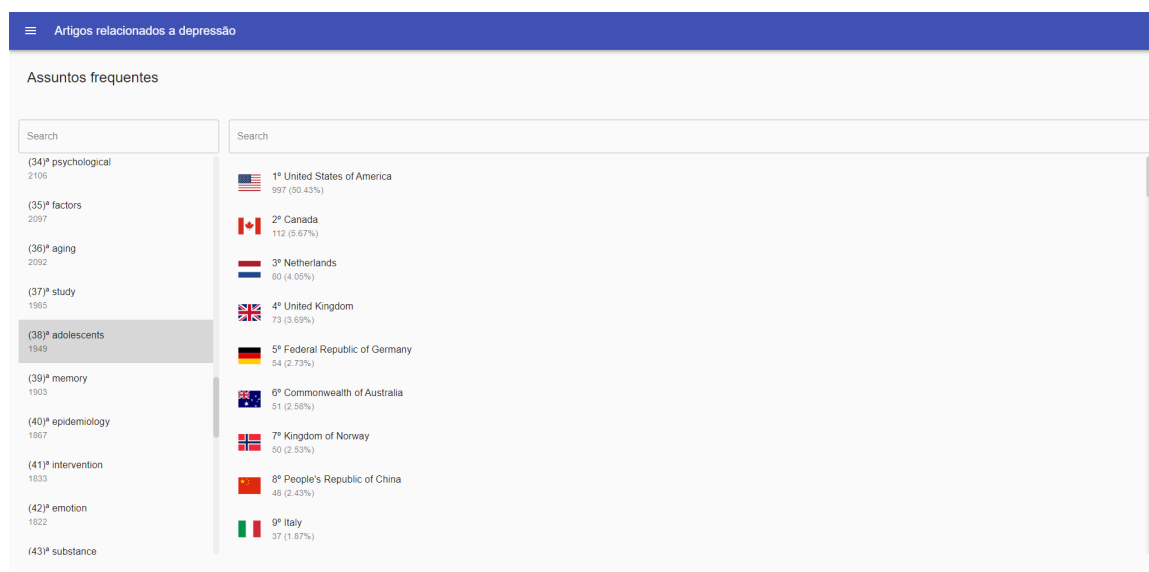 Artigos relacionados a depressão
Assuntos frequentes
Search
(34)ª psychological
2106
(35)ª factors
2097
(36)ª aging
2092
(37)ª study
1985
(38)ª adolescents
1949
(39)ª memory
1903
(40)ª epidemiology
1867
(41)ª intervention
1833
(42)ª emotion
1822
(43)ª substance
Search
1º United States of America
997 (50.43%)
2º Canada
112 (5.67%)
3º Netherlands
80 (4.05%)
4º United Kingdom
73 (3.69%)
5º Federal Republic of Germany
54 (2.73%)
6º Commonwealth of Australia
51 (2.58%)
7º Kingdom of Norway
50 (2.53%)
8º People's Republic of China
48 (2.43%)
9º Italy
37 (1.87%)